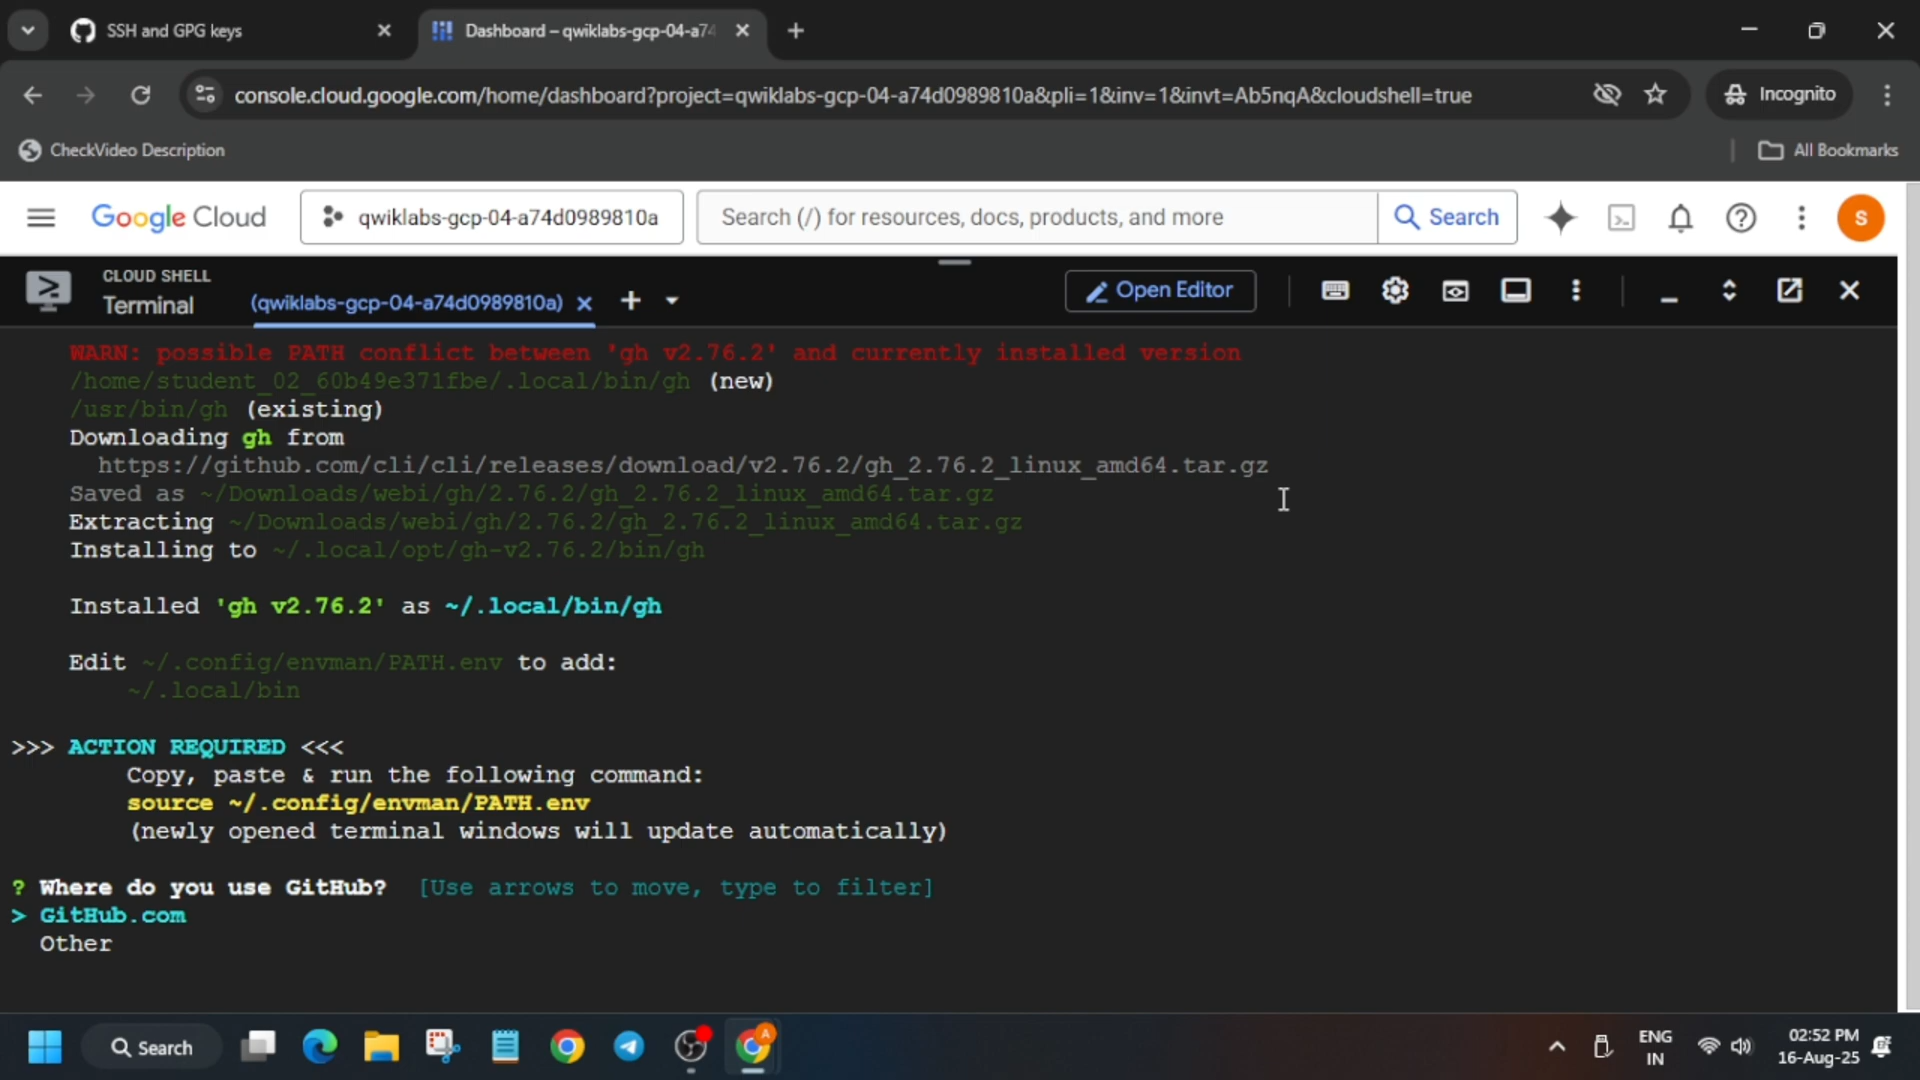 SSH and GPG keys
Dashboard – qwiklabs-gcp-04-a74
console.cloud.google.com/home/dashboard?project=qwiklabs-gcp-04-a74d0989810a&pli=1&inv=1&invt=Ab5nqA&cloudshell=true
Incognito
CheckVideo Description
All Bookmarks
Google Cloud
qwiklabs-gcp-04-a74d0989810a
Search (/) for resources, docs, products, and more
Search
S
CLOUD SHELL
Terminal
(qwiklabs-gcp-04-a74d0989810a)
Open Editor
WARN: possible PATH conflict between 'gh v2.76.2' and currently installed version
/home/student_02_60b49e371fbe/.local/bin/gh (new)
/usr/bin/gh (existing)
Downloading gh from
https://github.com/cli/cli/releases/download/v2.76.2/gh_2.76.2_linux_amd64.tar.gz
Saved as ~/Downloads/webi/gh/2.76.2/gh_2.76.2_linux_amd64.tar.gz
Extracting ~/Downloads/webi/gh/2.76.2/gh_2.76.2_linux_amd64.tar.gz
Installing to ~/.local/opt/gh-v2.76.2/bin/gh
Installed 'gh v2.76.2' as ~/.local/bin/gh
Edit ~/.config/envman/PATH.env to add:
~/.local/bin
>>> ACTION REQUIRED <<<
Copy, paste & run the following command:
source ~/.config/envman/PATH.env
(newly opened terminal windows will update automatically)
? Where do you use GitHub? [Use arrows to move, type to filter]
> GitHub.com
Other
Search
A
ENG
IN
02:52 PM
16-Aug-25